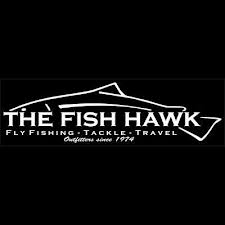 THE FISH HAWK
FLY FISHING - TACKLE - TRAVEL
Outfitters since 1974